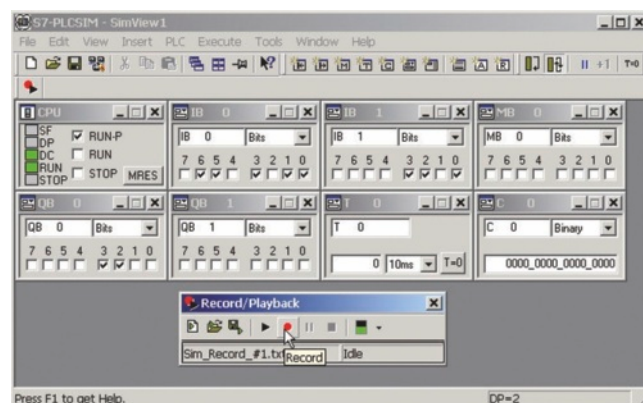 S7-PLCSIM - SimView1
File Edit View Insert PLC Execute Tools Window Help
T=0
CPU
SF
DP
DC
RUN
STOP
RUN-P
RUN
STOP
MRES
IB 0
IB 0 Bits
7 6 5 4 3 2 1 0
IB 1
IB 1 Bits
7 6 5 4 3 2 1 0
MB 0
MB 0 Bits
7 6 5 4 3 2 1 0
QB 0
QB 0 Bits
7 6 5 4 3 2 1 0
QB 1
QB 1 Bits
7 6 5 4 3 2 1 0
T 0
T 0
0 10ms T=0
C 0
C 0 Binary
0000_0000_0000_0000
Record/Playback
Sim_Record_#1.txt Idle
Record
Press F1 to get Help. DP=2